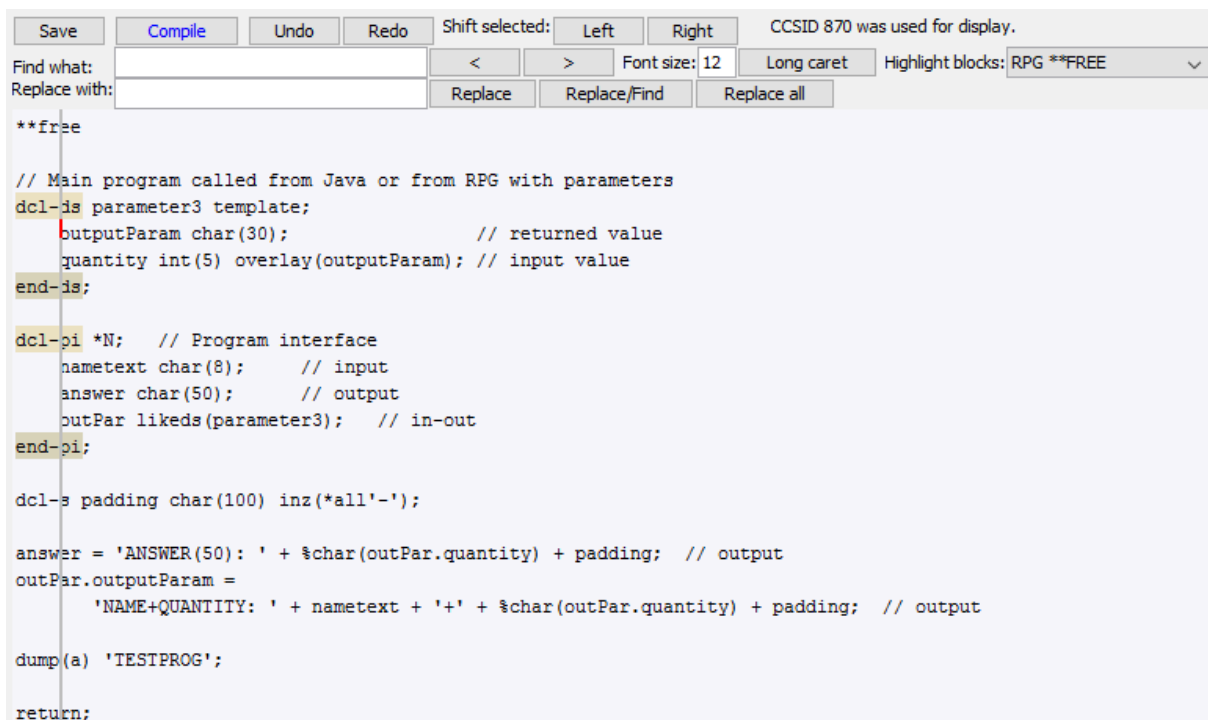 Save Compile Undo Redo Shift selected: Left Right CCSID 870 was used for display.
Find what: < > Font size: 12 Long caret Highlight blocks: RPG **FREE
Replace with: Replace Replace/Find Replace all
**free
// Main program called from Java or from RPG with parameters
dcl-ds parameter3 template;
    outputParam char(30);                 // returned value
    quantity int(5) overlay(outputParam); // input value
end-ds;
dcl-pi *N;   // Program interface
    nametext char(8);     // input
    answer char(50);      // output
    outPar likeds(parameter3);   // in-out
end-pi;
dcl-s padding char(100) inz(*all'-');
answer = 'ANSWER(50): ' + %char(outPar.quantity) + padding;  // output
outPar.outputParam =
       'NAME+QUANTITY: ' + nametext + '+' + %char(outPar.quantity) + padding;  // output
dump(a) 'TESTPROG';
return;